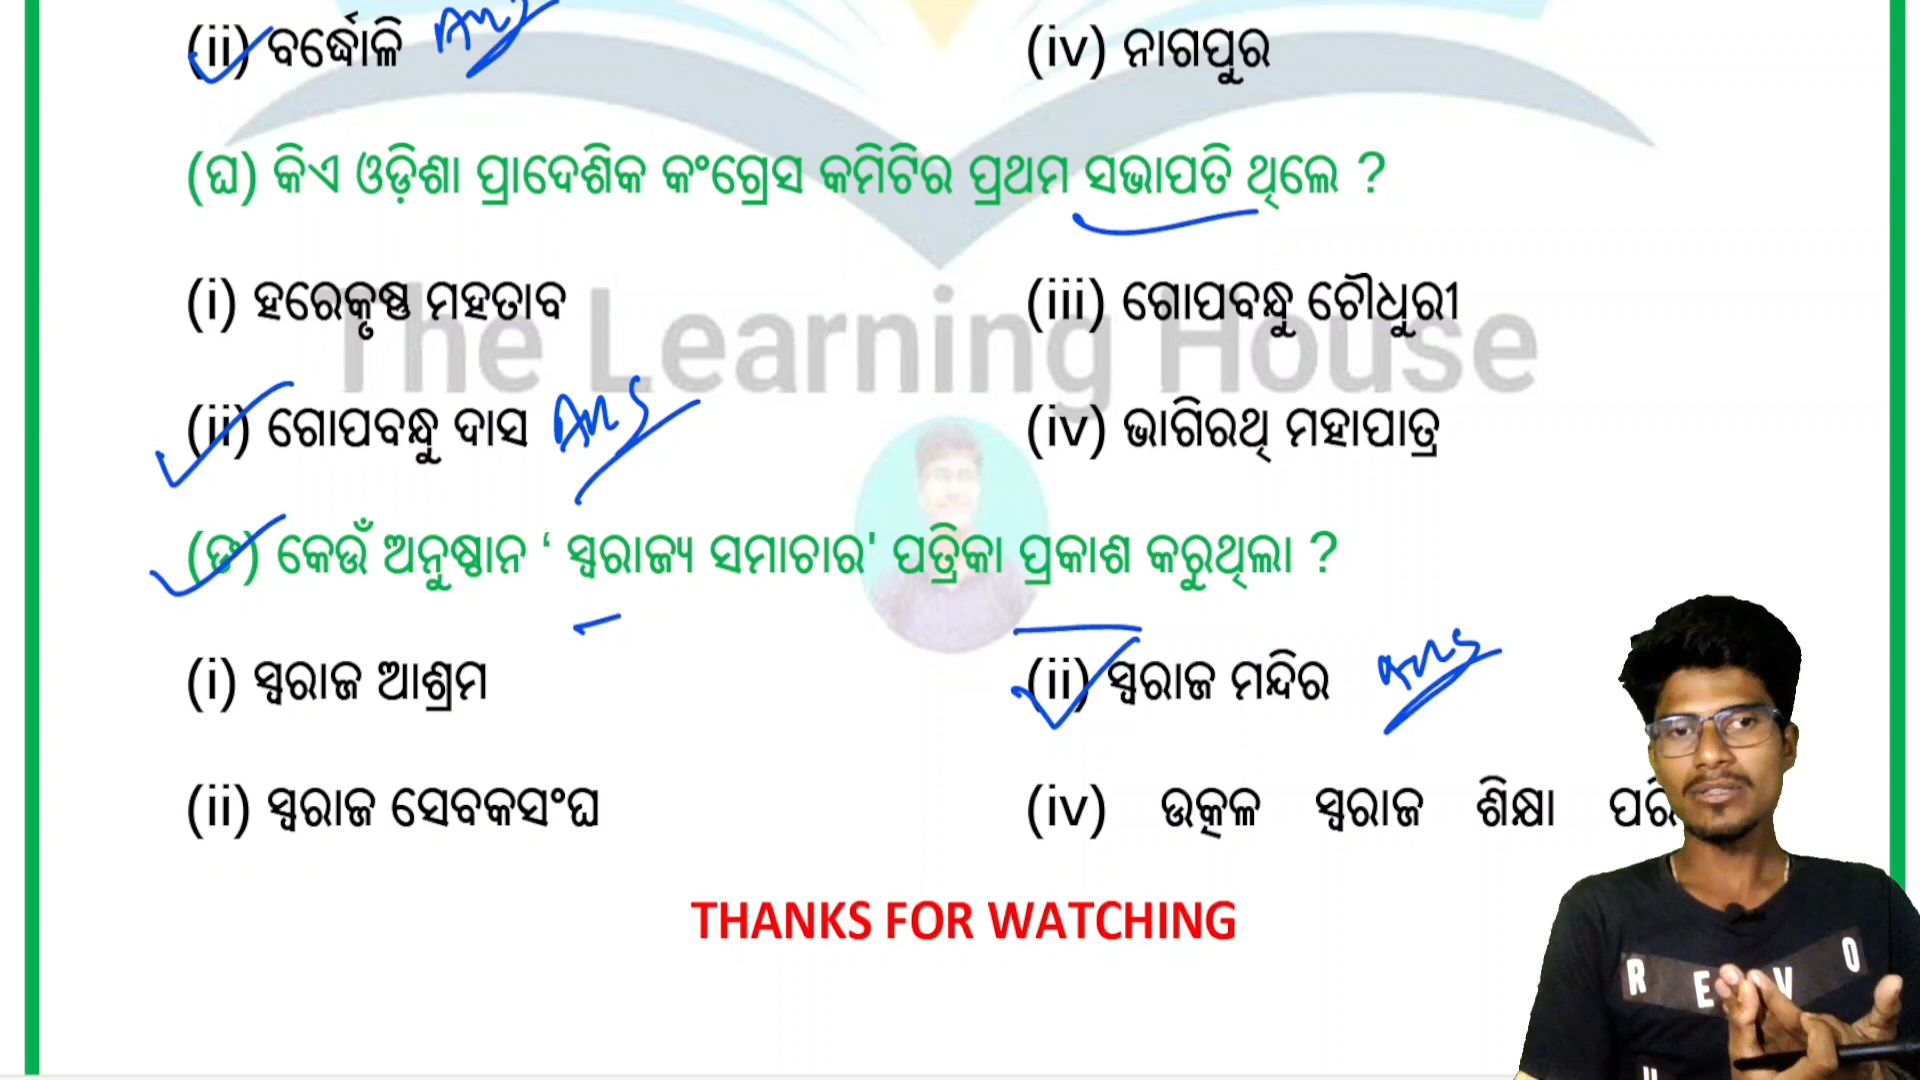 (ii) ବର୍ଦ୍ଧୋଳି Ans (iv) ନାଗପୁର
(ଘ) କିଏ ଓଡ଼ିଶା ପ୍ରାଦେଶିକ କଂଗ୍ରେସ କମିଟିର ପ୍ରଥମ ସଭାପତି ଥିଲେ ?
(i) ହରେକୃଷ୍ଣ ମହତାବ (iii) ଗୋପବନ୍ଧୁ ଚୌଧୁରୀ
The Learning House
(ii) ଗୋପବନ୍ଧୁ ଦାସ Ans (iv) ଭାଗିରଥି ମହାପାତ୍ର
(ଙ) କେଉଁ ଅନୁଷ୍ଠାନ ‘ ସ୍ୱରାଜ୍ୟ ସମାଚାର' ପତ୍ରିକା ପ୍ରକାଶ କରୁଥିଲା ?
(i) ସ୍ୱରାଜ ଆଶ୍ରମ (ii) ସ୍ୱରାଜ ମନ୍ଦିର Ans
(ii) ସ୍ୱରାଜ ସେବକସଂଘ (iv) ଉତ୍କଳ ସ୍ୱରାଜ ଶିକ୍ଷା
THANKS FOR WATCHING
R E V O